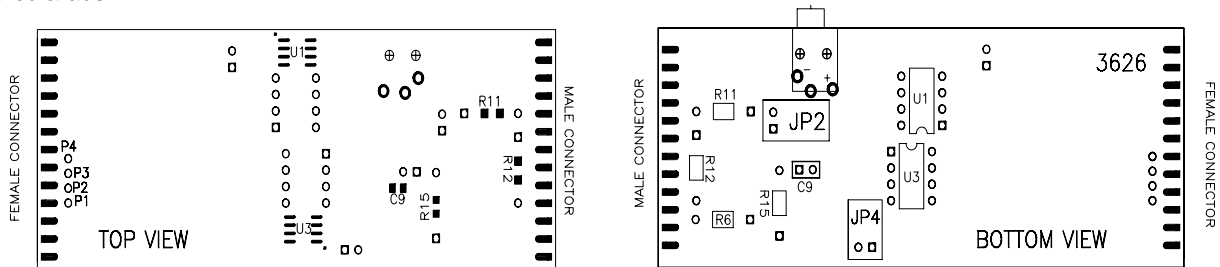 FEMALE CONNECTOR
P4
P3
P2
P1
TOP VIEW
U1
U3
R11
R12
C9
R15
MALE CONNECTOR
MALE CONNECTOR
R11
R12
R6
R15
JP2
C9
JP4
- +
U1
U3
3626
BOTTOM VIEW
FEMALE CONNECTOR